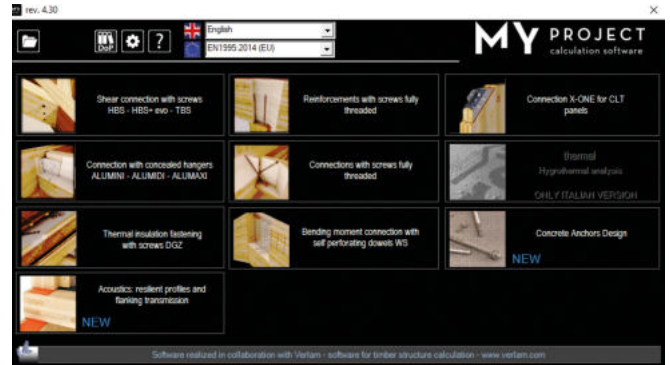 rev. 4.30
English
EN1995:2014 (EU)
DoP
?
MY PROJECT
calculation software
Shear connection with screws
HBS - HBS+ evo - TBS
Reinforcements with screws fully
threaded
Connection X-ONE for CLT
panels
Connection with concealed hangers
ALUMINI - ALUMIDI - ALUMAXI
Connections with screws fully
threaded
thermal
Hygrothermal analysis
ONLY ITALIAN VERSION
Thermal insulation fastening
with screws DGZ
Bending moment connection with
self perforating dowels WS
Concrete Anchors Design
NEW
Acoustics: resilient profiles and
flanking transmission
NEW
Software realized in collaboration with Verlam - software for timber structure calculation - www.verlam.com